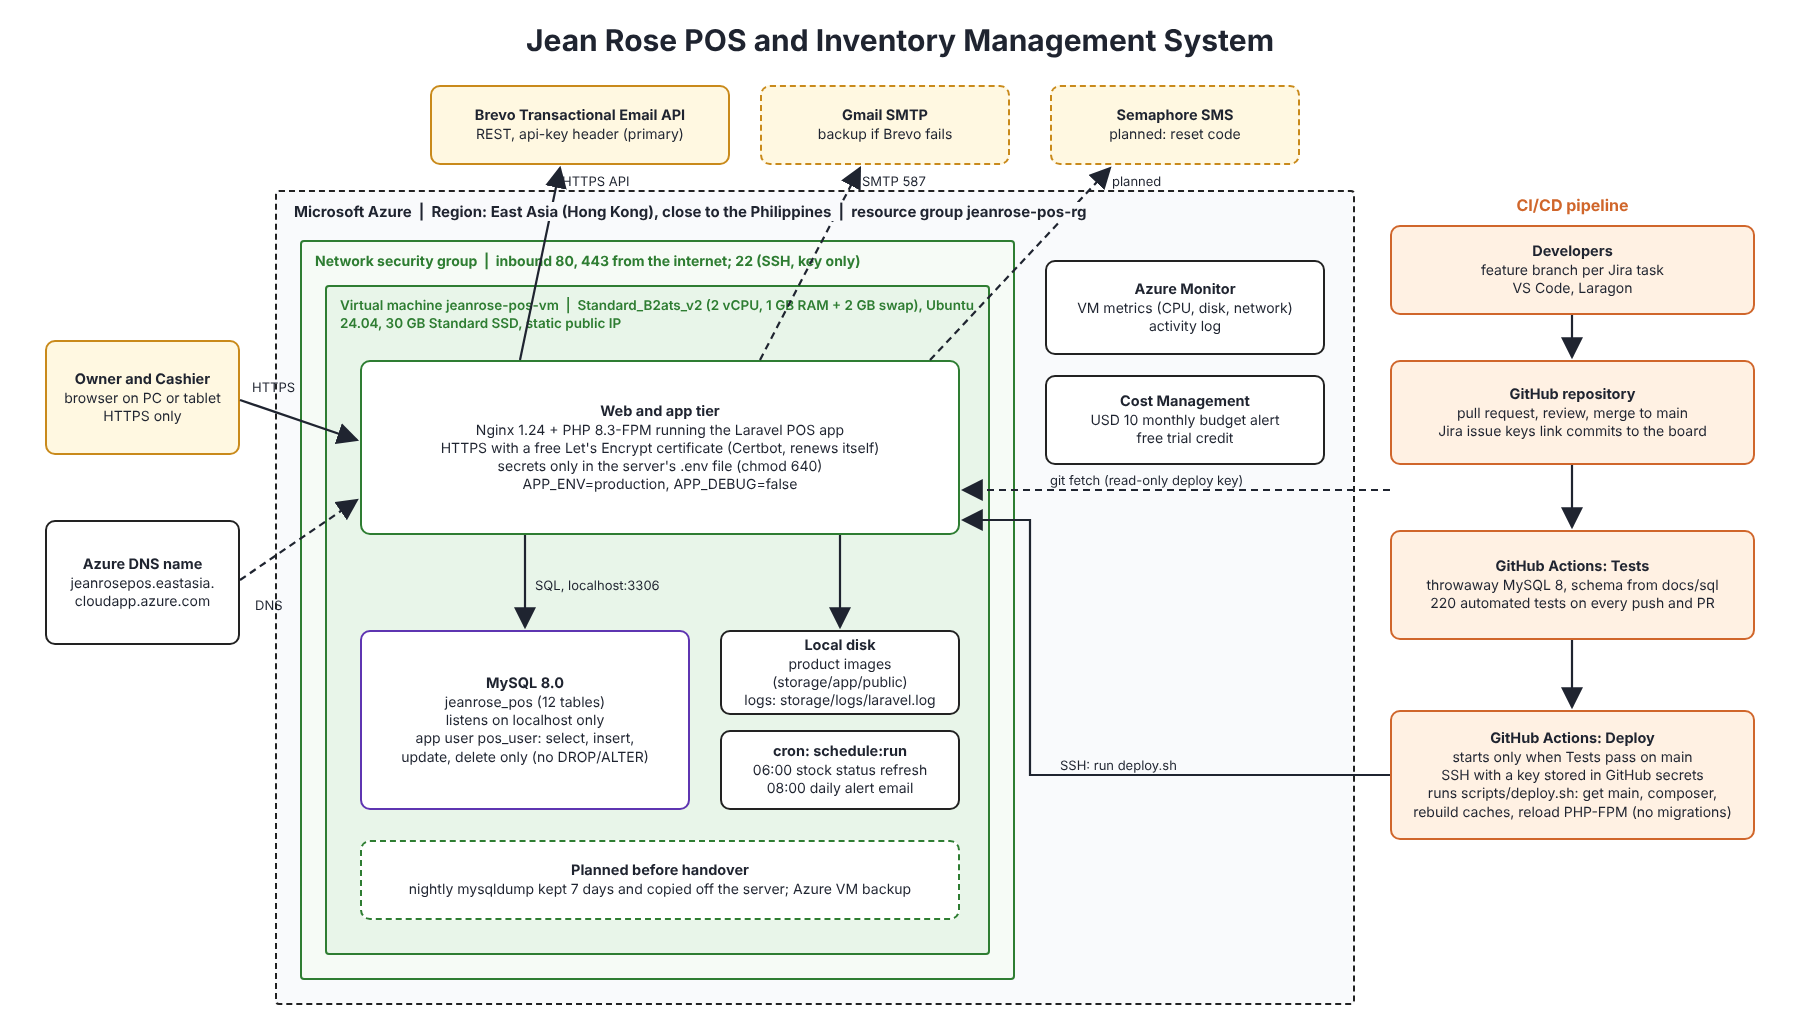 Jean Rose POS and Inventory Management System
Brevo Transactional Email API
REST, api-key header (primary)
Gmail SMTP
backup if Brevo fails
Semaphore SMS
planned: reset code
HTTPS API
SMTP 587
planned
Microsoft Azure | Region: East Asia (Hong Kong), close to the Philippines | resource group jeanrose-pos-rg
Network security group | inbound 80, 443 from the internet; 22 (SSH, key only)
Virtual machine jeanrose-pos-vm | Standard_B2ats_v2 (2 vCPU, 1 GB RAM + 2 GB swap), Ubuntu
24.04, 30 GB Standard SSD, static public IP
Owner and Cashier
browser on PC or tablet
HTTPS only
HTTPS
Azure DNS name
jeanrosepos.eastasia.
cloudapp.azure.com
DNS
Web and app tier
Nginx 1.24 + PHP 8.3-FPM running the Laravel POS app
HTTPS with a free Let's Encrypt certificate (Certbot, renews itself)
secrets only in the server's .env file (chmod 640)
APP_ENV=production, APP_DEBUG=false
SQL, localhost:3306
MySQL 8.0
jeanrose_pos (12 tables)
listens on localhost only
app user pos_user: select, insert,
update, delete only (no DROP/ALTER)
Local disk
product images
(storage/app/public)
logs: storage/logs/laravel.log
cron: schedule:run
06:00 stock status refresh
08:00 daily alert email
Planned before handover
nightly mysqldump kept 7 days and copied off the server; Azure VM backup
Azure Monitor
VM metrics (CPU, disk, network)
activity log
Cost Management
USD 10 monthly budget alert
free trial credit
git fetch (read-only deploy key)
SSH: run deploy.sh
CI/CD pipeline
Developers
feature branch per Jira task
VS Code, Laragon
GitHub repository
pull request, review, merge to main
Jira issue keys link commits to the board
GitHub Actions: Tests
throwaway MySQL 8, schema from docs/sql
220 automated tests on every push and PR
GitHub Actions: Deploy
starts only when Tests pass on main
SSH with a key stored in GitHub secrets
runs scripts/deploy.sh: get main, composer,
rebuild caches, reload PHP-FPM (no migrations)